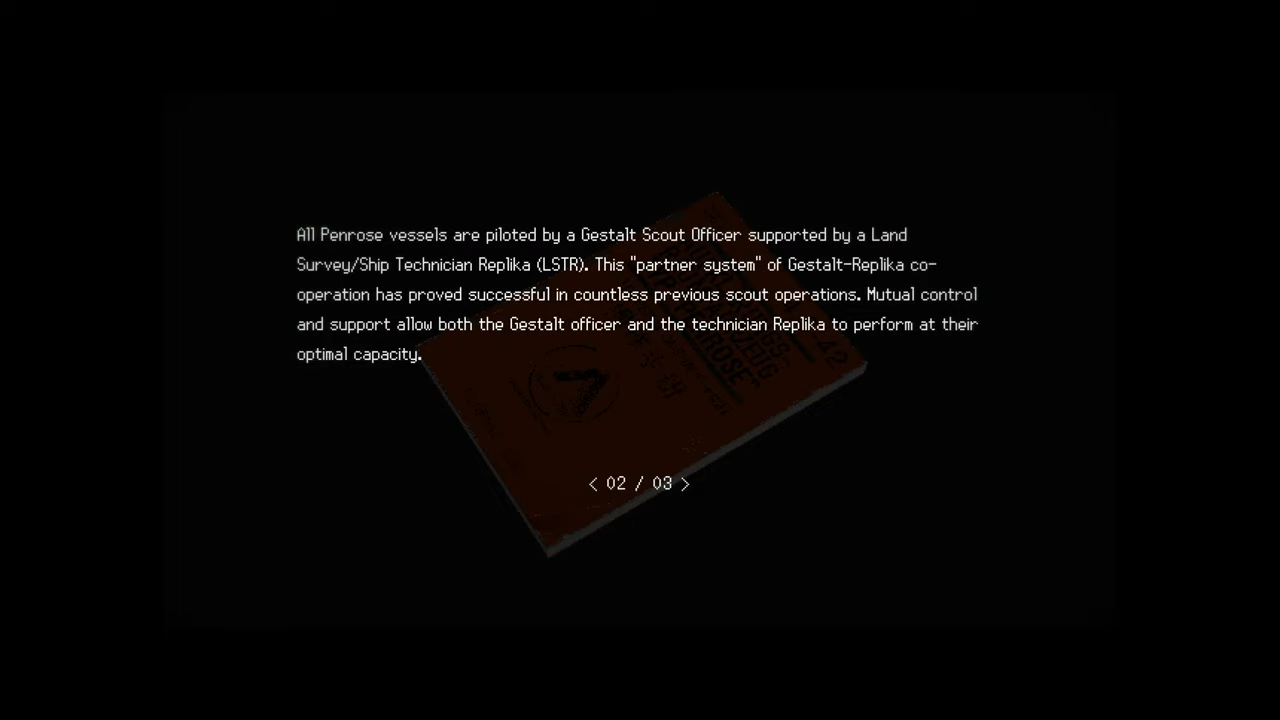 All Penrose vessels are piloted by a Gestalt Scout Officer supported by a Land
Survey/Ship Technician Replika (LSTR). This "partner system" of Gestalt-Replika co-
operation has proved successful in countless previous scout operations. Mutual control
and support allow both the Gestalt officer and the technician Replika to perform at their
optimal capacity.
< 02 / 03 >